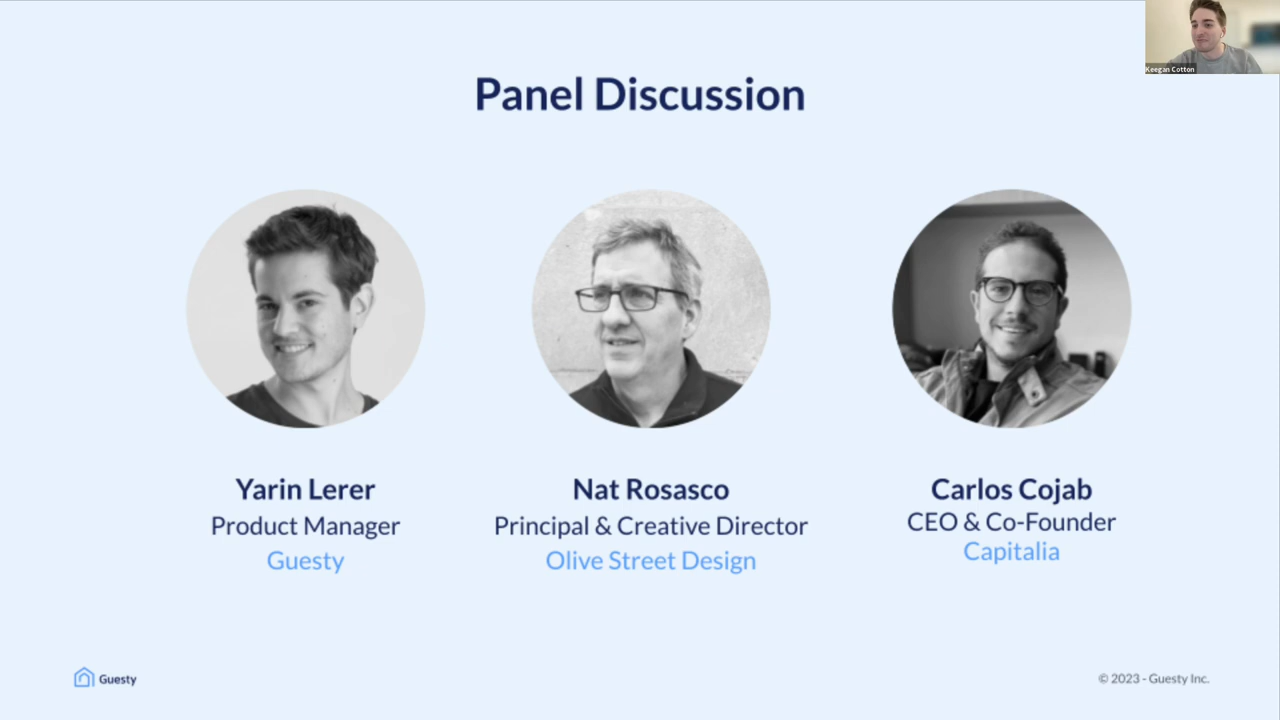 Keegan Cotton
Panel Discussion
Yarin Lerer
Product Manager
Guesty
Nat Rosasco
Principal & Creative Director
Olive Street Design
Carlos Cojab
CEO & Co-Founder
Capitalia
Guesty
© 2023 - Guesty Inc.